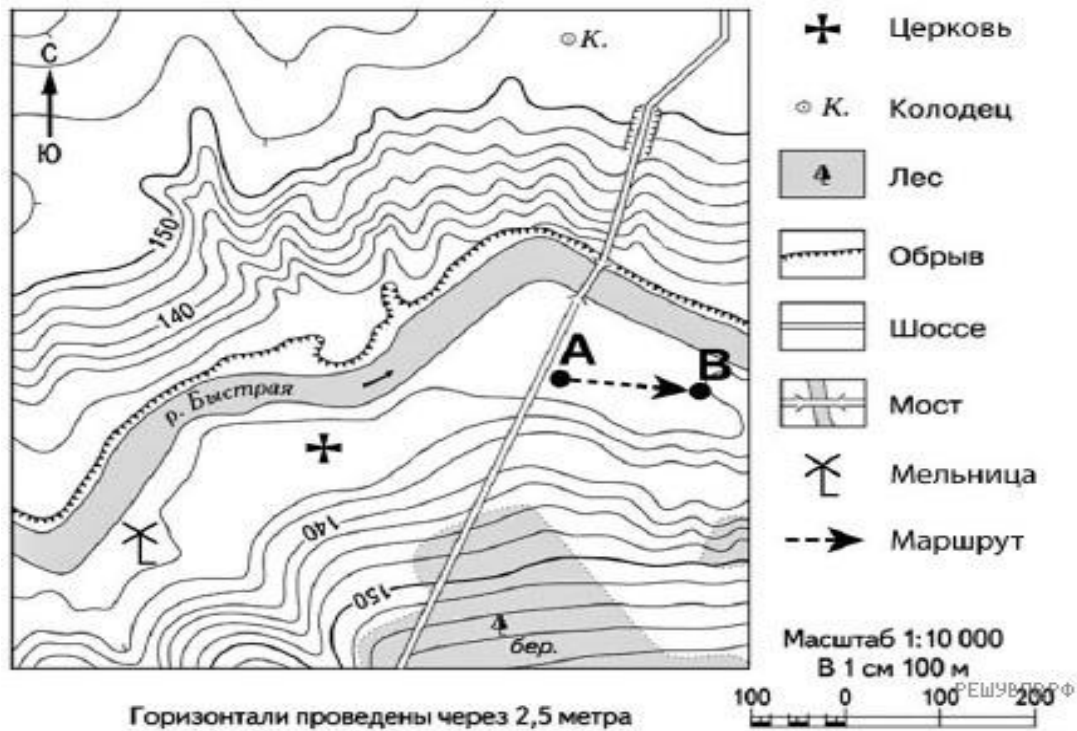 К.
С
Ю
150
140
А
В
р. Быстрая
140
150
бер.
Горизонтали проведены через 2,5 метра
Церковь
К. Колодец
Лес
Обрыв
Шоссе
Мост
Мельница
Маршрут
Масштаб 1:10 000
В 1 см 100 м
РЕШУВПР.РФ
100 0 100 200